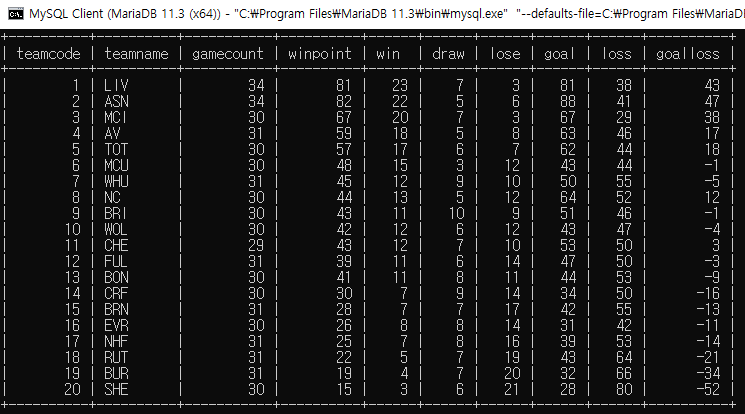 MySQL Client (MariaDB 11.3 (x64)) - "C:₩Program Files₩MariaDB 11.3₩bin₩mysql.exe" "--defaults-file=C:₩Program Files₩MariaD
| teamcode | teamname | gamecount | winpoint | win | draw | lose | goal | loss | goalloss |
| 1 | LIV | 34 | 81 | 23 | 7 | 3 | 81 | 38 | 43 |
| 2 | ASN | 34 | 82 | 22 | 5 | 6 | 88 | 41 | 47 |
| 3 | MCI | 30 | 67 | 20 | 7 | 3 | 67 | 29 | 38 |
| 4 | AV | 31 | 59 | 18 | 5 | 8 | 63 | 46 | 17 |
| 5 | TOT | 30 | 57 | 17 | 6 | 7 | 62 | 44 | 18 |
| 6 | MCU | 30 | 48 | 15 | 3 | 12 | 43 | 44 | -1 |
| 7 | WHU | 31 | 45 | 12 | 9 | 10 | 50 | 55 | -5 |
| 8 | NC | 30 | 44 | 13 | 5 | 12 | 64 | 52 | 12 |
| 9 | BRI | 30 | 43 | 11 | 10 | 9 | 51 | 46 | -1 |
| 10 | WOL | 30 | 42 | 12 | 6 | 12 | 43 | 47 | -4 |
| 11 | CHE | 29 | 43 | 12 | 7 | 10 | 53 | 50 | 3 |
| 12 | FUL | 31 | 39 | 11 | 6 | 14 | 47 | 50 | -3 |
| 13 | BON | 30 | 41 | 11 | 8 | 11 | 44 | 53 | -9 |
| 14 | CRF | 30 | 30 | 7 | 9 | 14 | 34 | 50 | -16 |
| 15 | BRN | 31 | 28 | 7 | 7 | 17 | 42 | 55 | -13 |
| 16 | EVR | 30 | 26 | 8 | 8 | 14 | 31 | 42 | -11 |
| 17 | NHF | 31 | 25 | 7 | 8 | 16 | 39 | 53 | -14 |
| 18 | RUT | 31 | 22 | 5 | 7 | 19 | 43 | 64 | -21 |
| 19 | BUR | 31 | 19 | 4 | 7 | 20 | 32 | 66 | -34 |
| 20 | SHE | 30 | 15 | 3 | 6 | 21 | 28 | 80 | -52 |